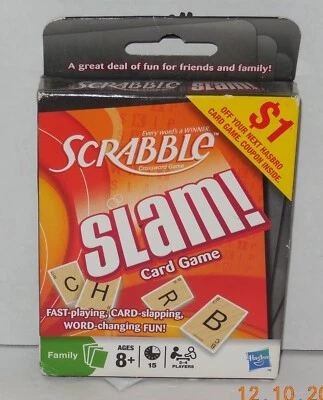 A great deal of fun for friends and family!
SLAM!
$1
OFF YOUR NEXT HASBRO
CARD GAME. COUPON INSIDE.
Every word's a WINNER
SCRABBLE
Crossword Game
SLAM!
Card Game
C H R B
FAST-playing, CARD-slapping,
WORD-changing FUN!
Family
AGES
8+
15
2-4
PLAYERS
Hasbro
12.10.20